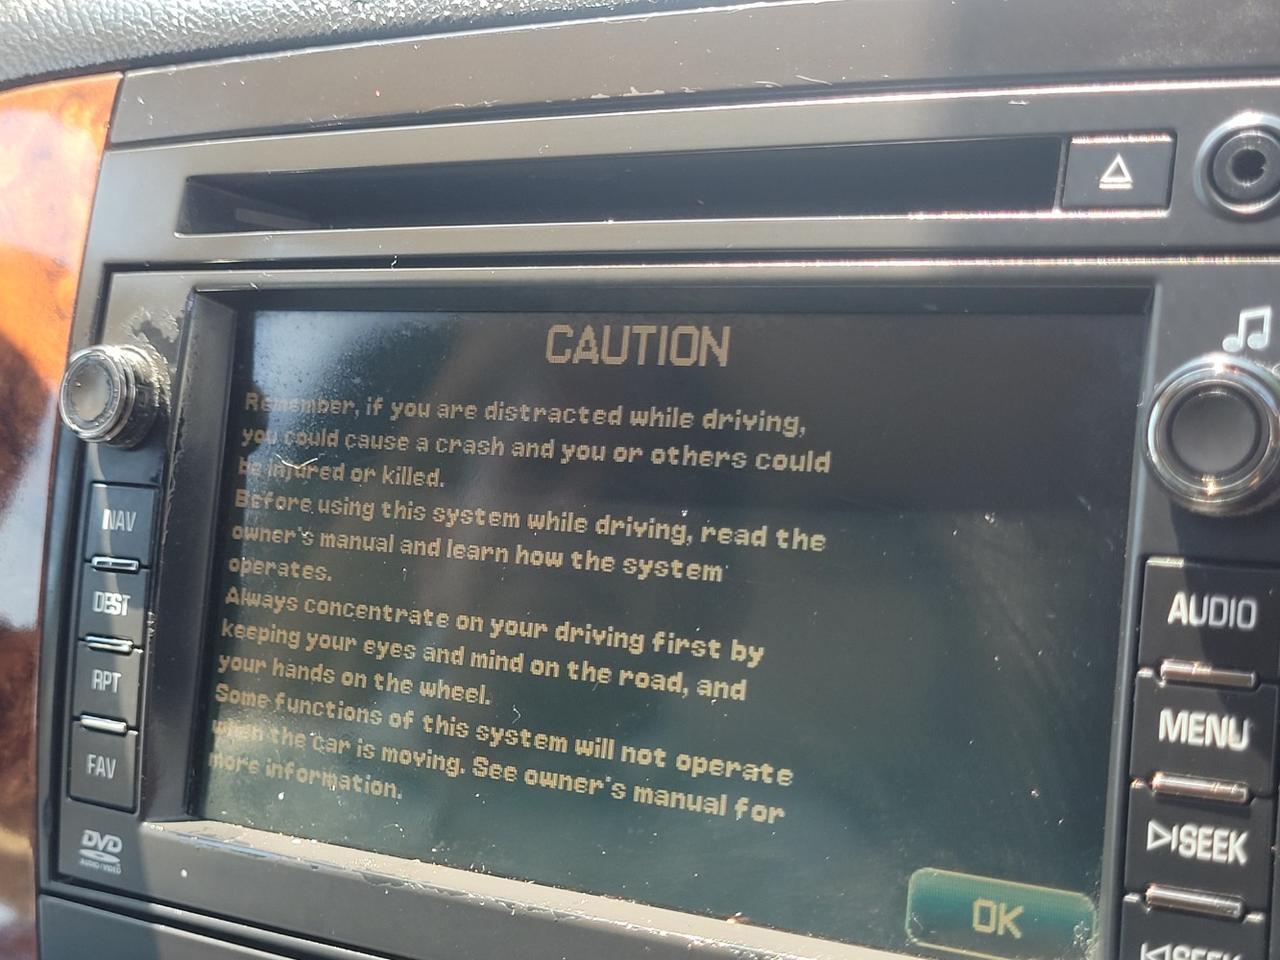 CAUTION
Remember, if you are distracted while driving,
you could cause a crash and you or others could
be injured or killed.
Before using this system while driving, read the
owner's manual and learn how the system
operates.
Always concentrate on your driving first by
keeping your eyes and mind on the road, and
your hands on the wheel.
Some functions of this system will not operate
when the car is moving. See owner's manual for
more information.
OK
NAV
DEST
RPT
FAV
DVD
AUDIO/VIDEO
AUDIO
MENU
SEEK
SEEK